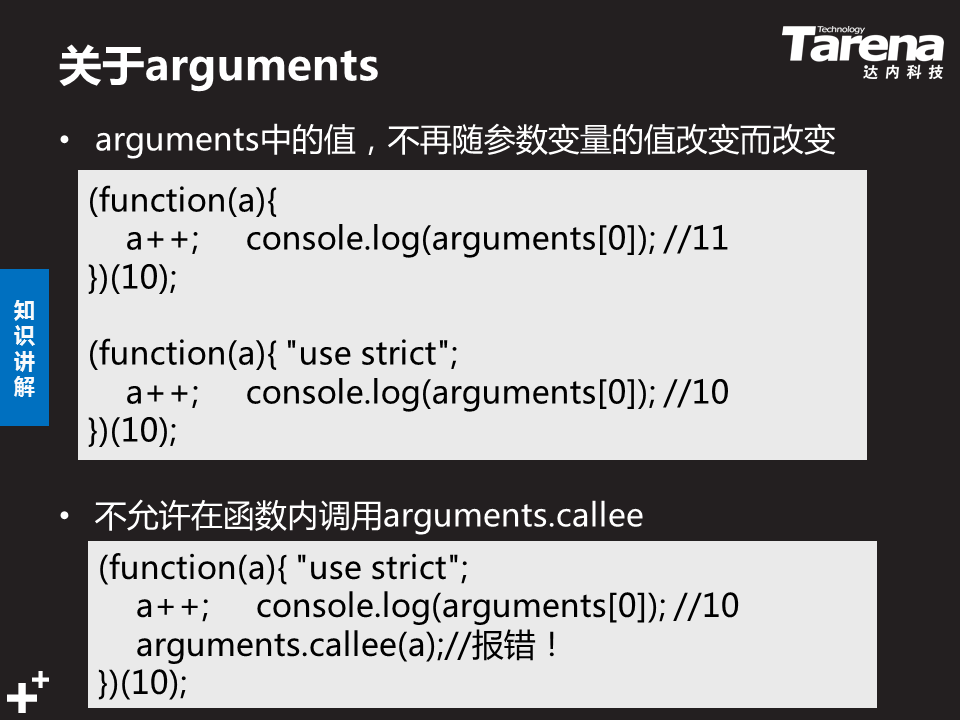 关于arguments
Technology
Tarena
达内科技
• arguments中的值，不再随参数变量的值改变而改变
(function(a){
a++; console.log(arguments[0]); //11
})(10);
(function(a){ "use strict";
a++; console.log(arguments[0]); //10
})(10);
知识讲解
• 不允许在函数内调用arguments.callee
(function(a){ "use strict";
a++; console.log(arguments[0]); //10
arguments.callee(a);//报错！
})(10);